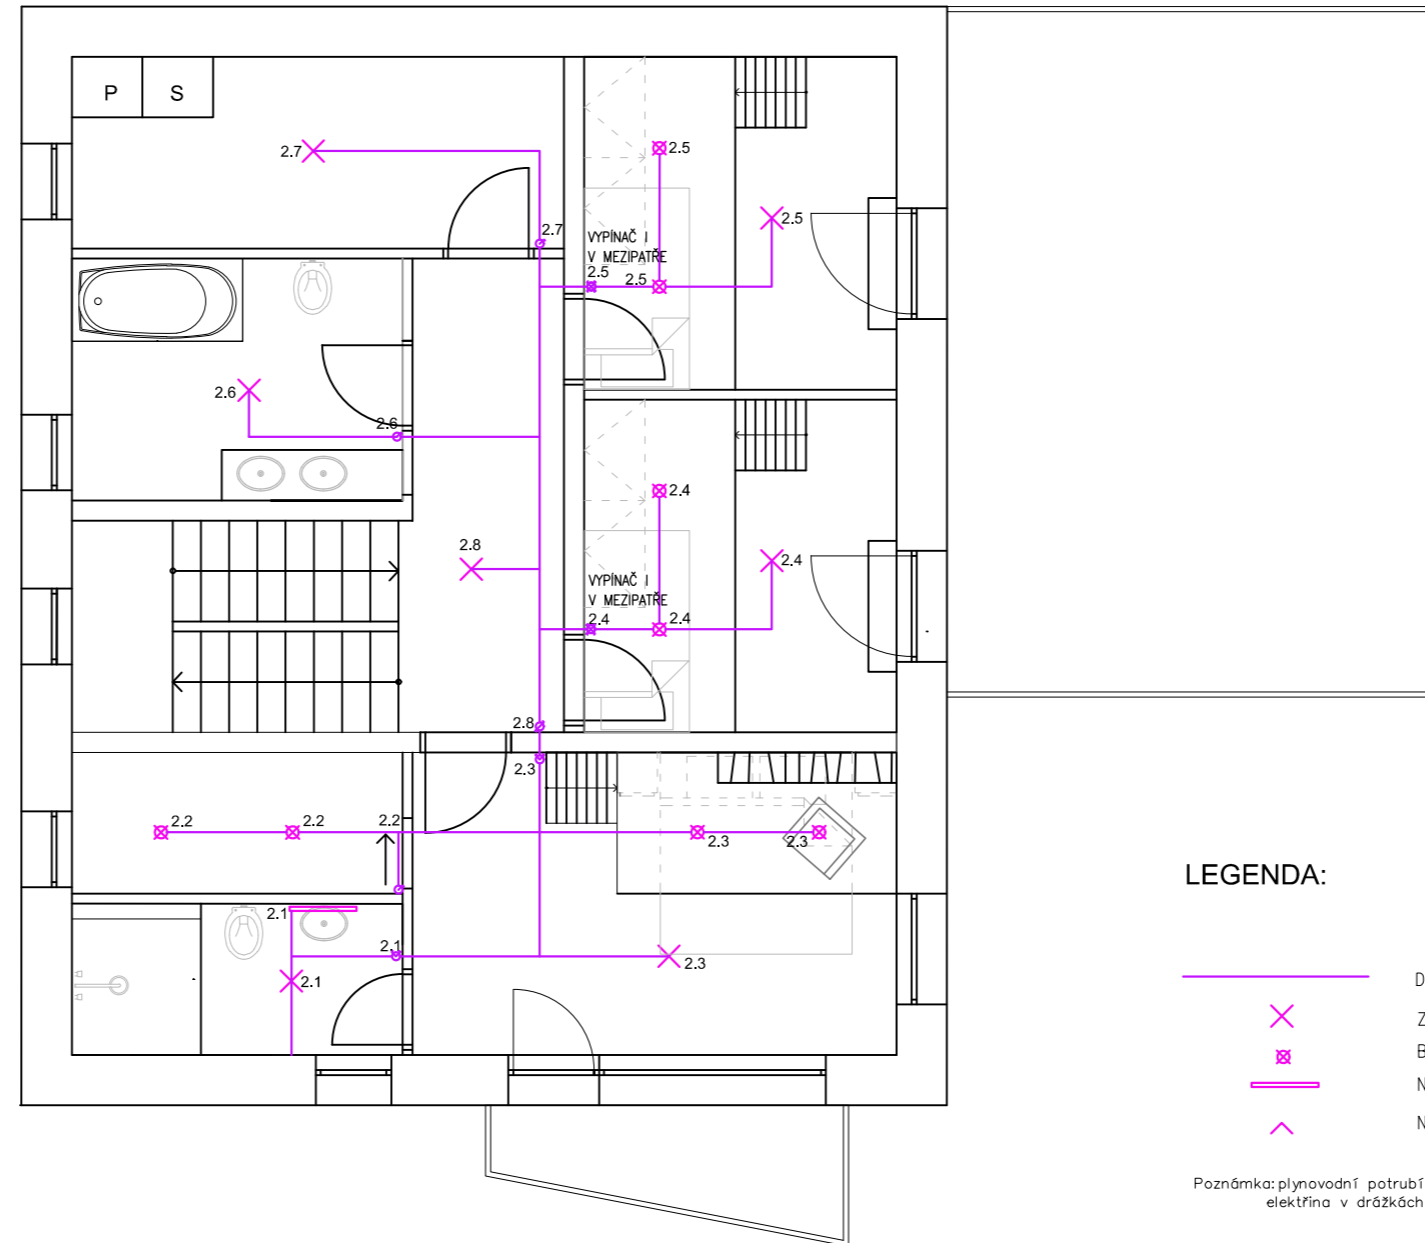 P S
2.7
2.5
2.5
2.7
VYPÍNAČ I
V MEZIPATŘE
2.5
2.5
2.6
2.6
2.4
2.8
2.4
VYPÍNAČ I
V MEZIPATŘE
2.4
2.4
2.8
2.3
2.2
2.2
2.2
2.3
2.3
2.1
2.1
2.3
2.1
LEGENDA:
D
Z
B
N
N
Poznámka: plynovodní potrubí
elektřina v drážkách